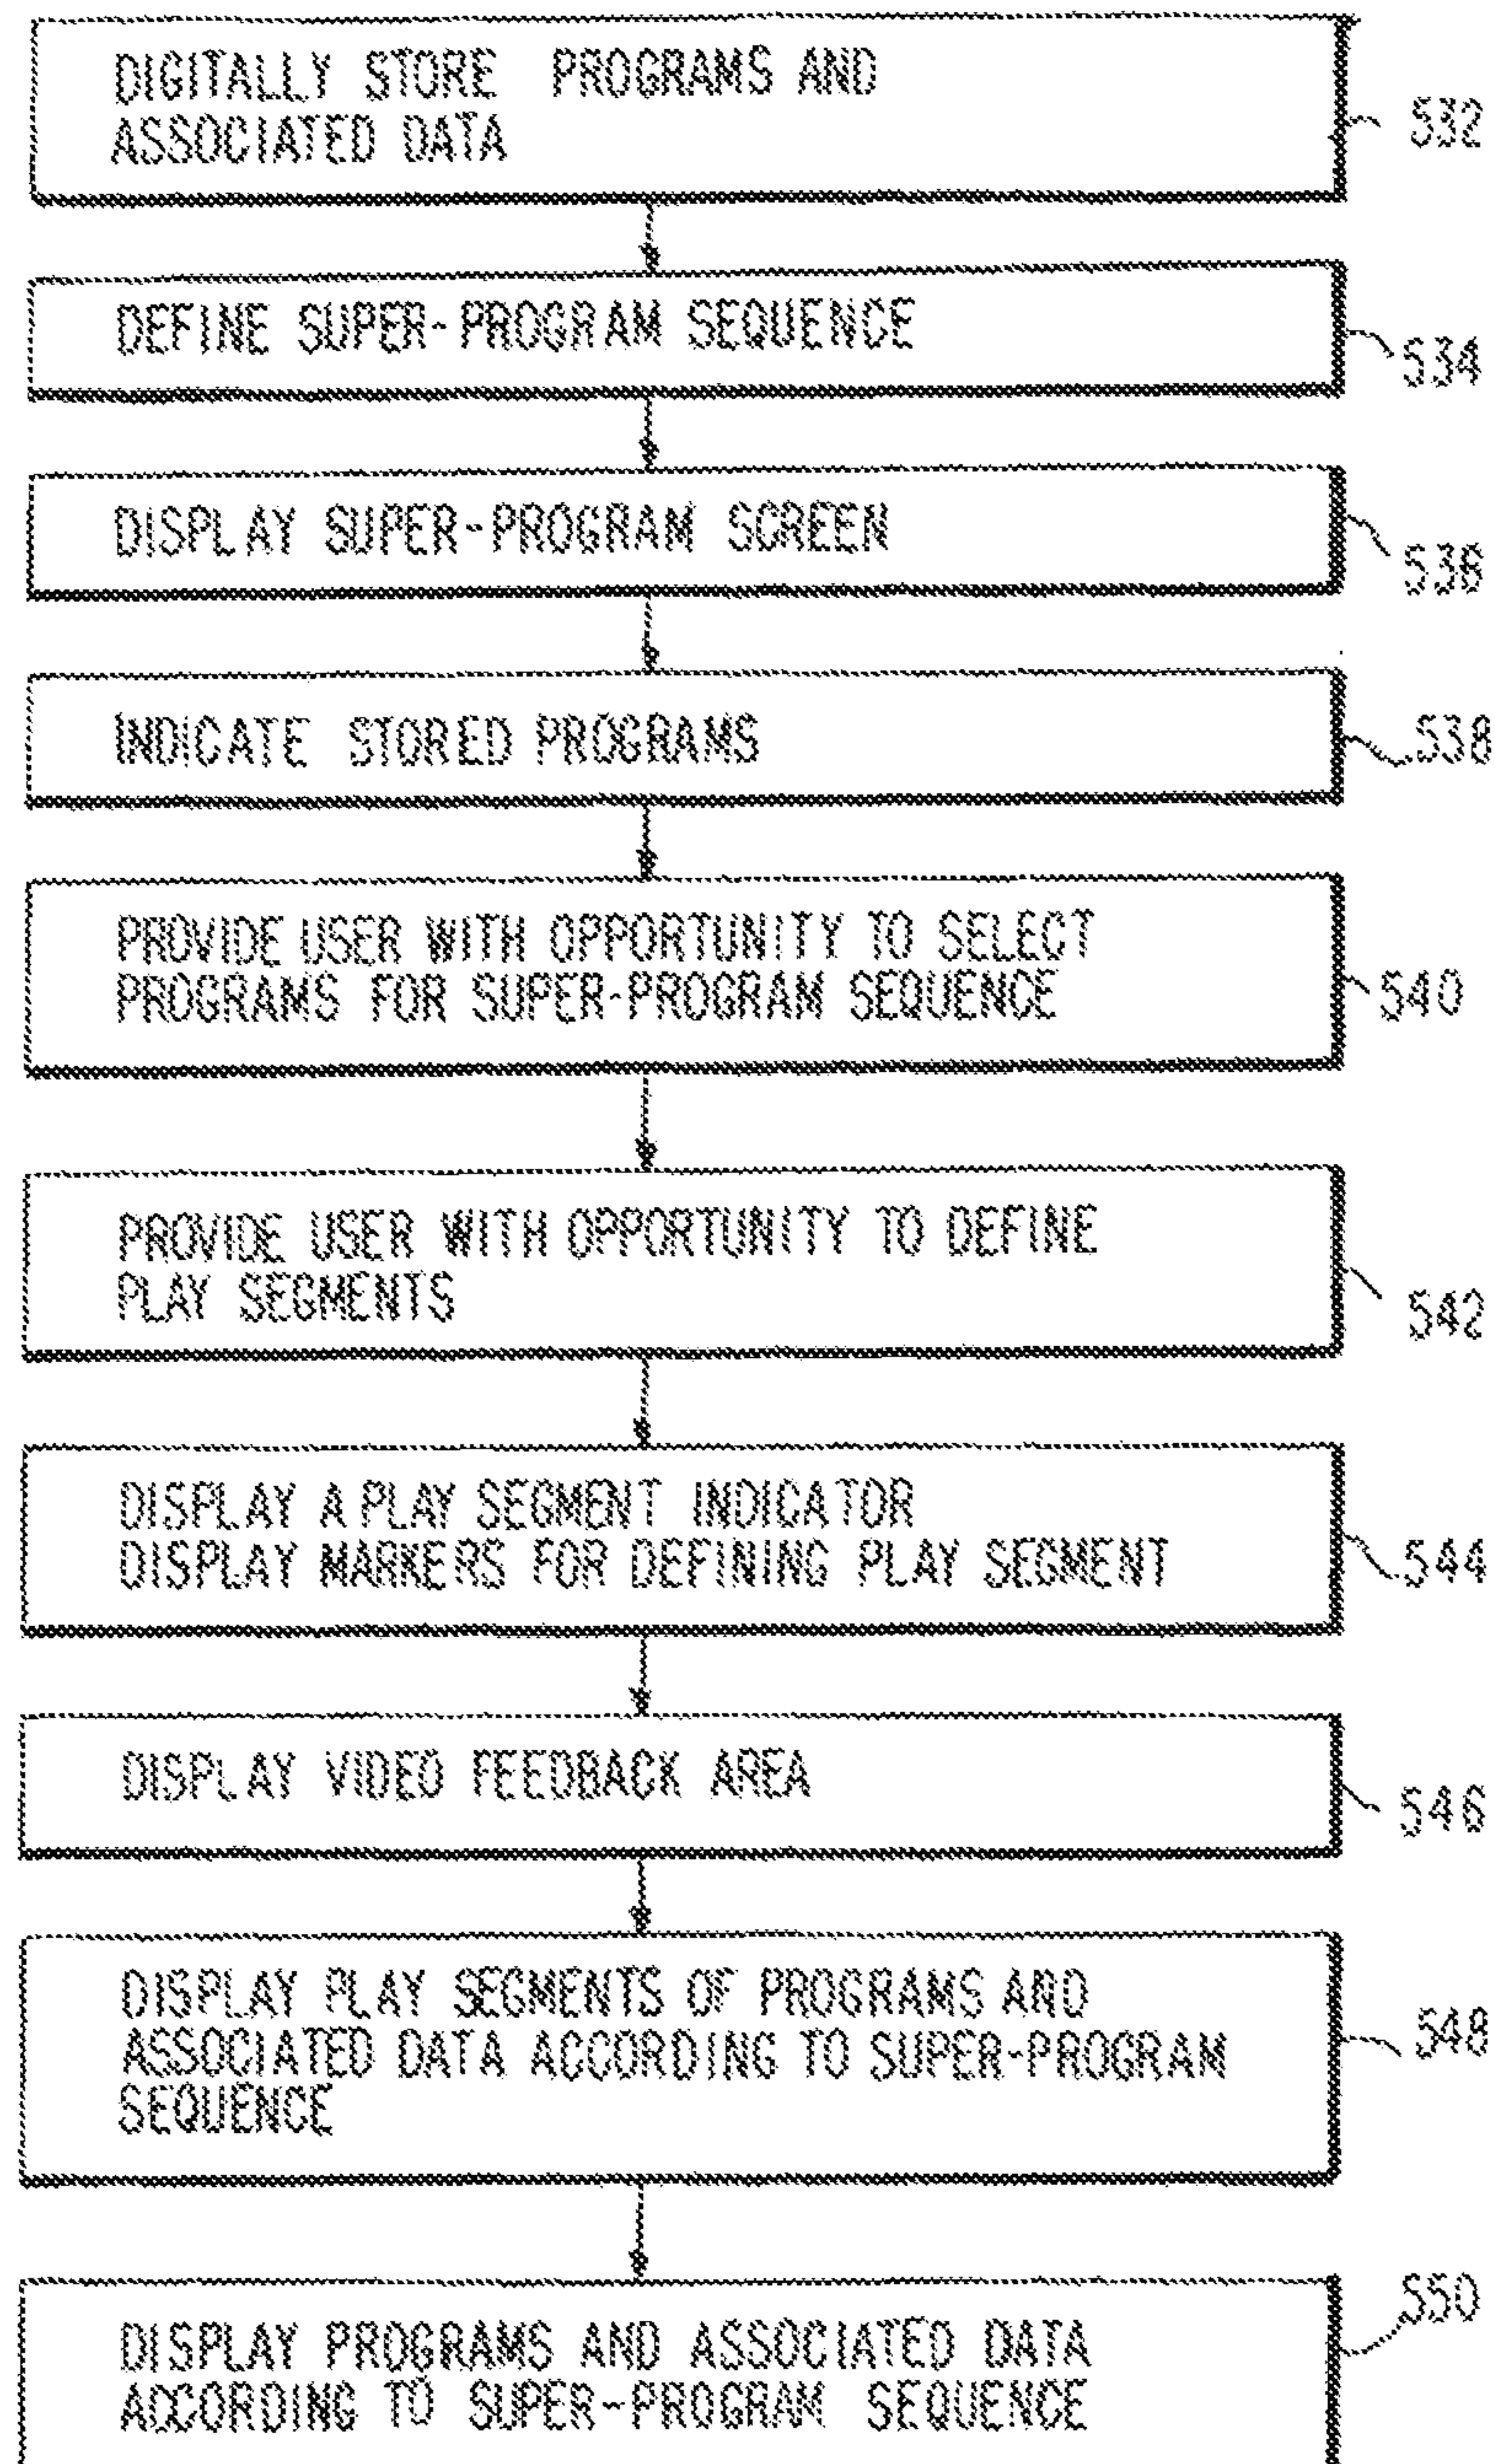 DIGITALLY STORE PROGRAMS AND
ASSOCIATED DATA
532
DEFINE SUPER-PROGRAM SEQUENCE
534
DISPLAY SUPER-PROGRAM SCREEN
536
INDICATE STORED PROGRAMS
538
PROVIDE USER WITH OPPORTUNITY TO SELECT
PROGRAMS FOR SUPER-PROGRAM SEQUENCE
540
PROVIDE USER WITH OPPORTUNITY TO DEFINE
PLAY SEGMENTS
542
DISPLAY A PLAY SEGMENT INDICATOR
DISPLAY MARKERS FOR DEFINING PLAY SEGMENT
544
DISPLAY VIDEO FEEDBACK AREA
546
DISPLAY PLAY SEGMENTS OF PROGRAMS AND
ASSOCIATED DATA ACCORDING TO SUPER-PROGRAM
SEQUENCE
548
DISPLAY PROGRAMS AND ASSOCIATED DATA
ACCORDING TO SUPER-PROGRAM SEQUENCE
550